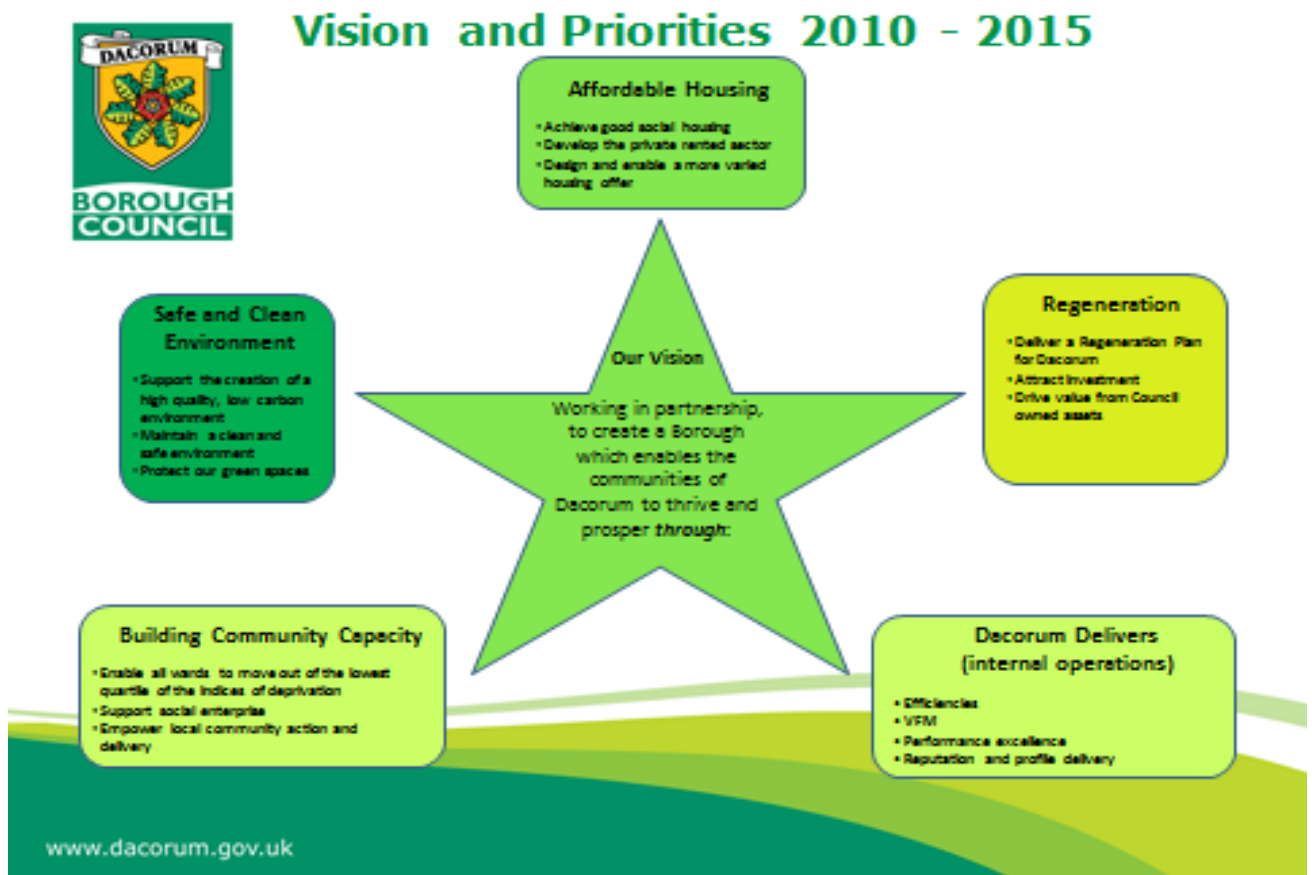 Vision and Priorities 2010 - 2015
DACORUM
BOROUGH
COUNCIL
Affordable Housing
• Achieve good social housing
• Develop the private rented sector
• Design and enable a more varied
housing offer
Safe and Clean
Environment
• Support the creation of a
high quality, low carbon
environment
• Maintain a clean and
safe environment
• Protect our green spaces
Our Vision
Working in partnership,
to create a Borough
which enables the
communities of
Dacorum to thrive and
prosper through:
Regeneration
• Deliver a Regeneration Plan
for Dacorum
• Attract Investment
• Drive value from Council
owned assets
Building Community Capacity
• Enable all wards to move out of the lowest
quartile of the indices of deprivation
• Support social enterprise
• Empower local community action and
delivery
Dacorum Delivers
(internal operations)
• Efficiencies
• VFM
• Performance excellence
• Reputation and profile delivery
www.dacorum.gov.uk